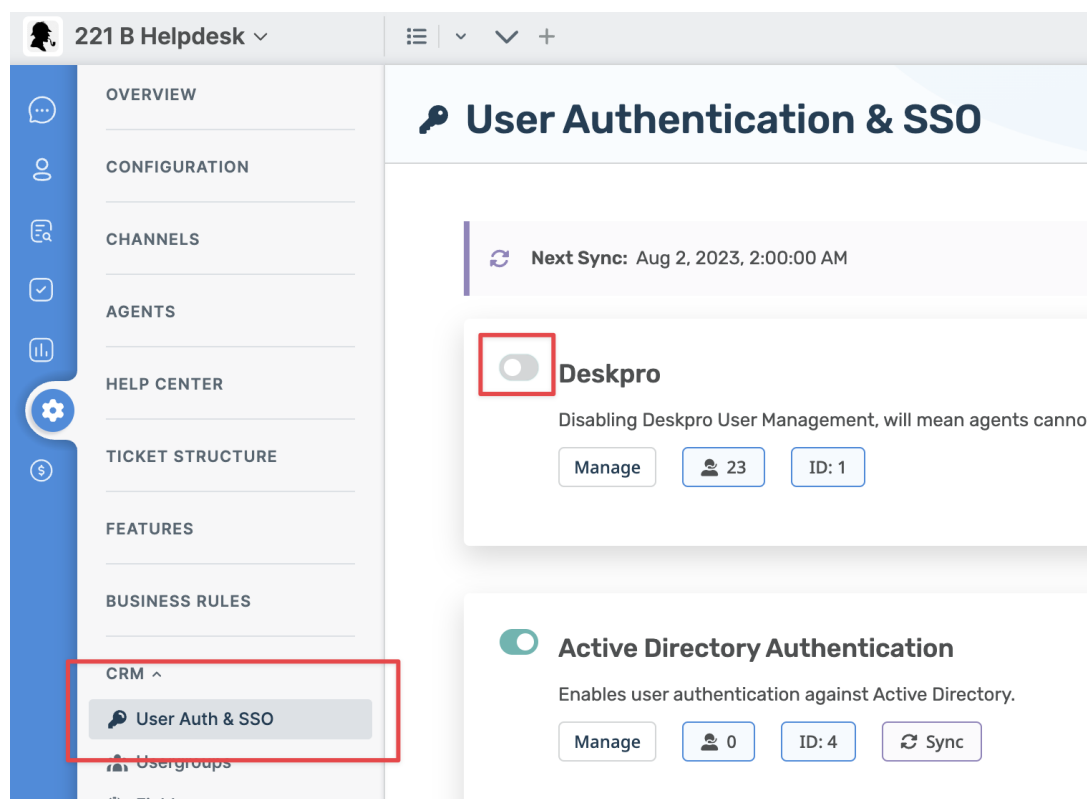 221 B Helpdesk
OVERVIEW
CONFIGURATION
CHANNELS
AGENTS
HELP CENTER
TICKET STRUCTURE
FEATURES
BUSINESS RULES
CRM
User Auth & SSO
Usergroups
User Authentication & SSO
Next Sync: Aug 2, 2023, 2:00:00 AM
Deskpro
Disabling Deskpro User Management, will mean agents canno
Manage 23 ID: 1
Active Directory Authentication
Enables user authentication against Active Directory.
Manage 0 ID: 4 Sync